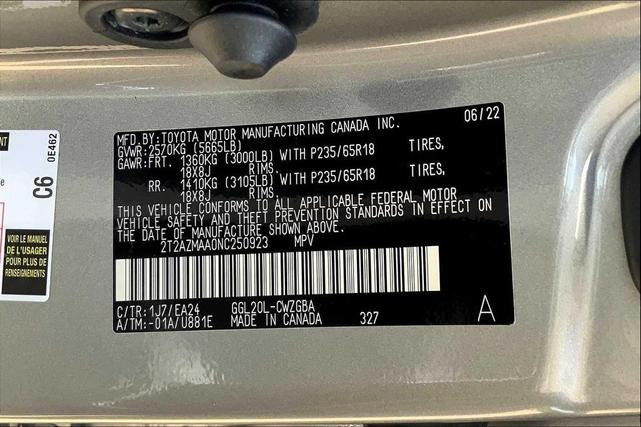 MFD.BY:TOYOTA MOTOR MANUFACTURING CANADA INC. 06/22
GVWR:2570KG (5665LB)
GAWR:FRT. 1360KG (3000LB) WITH P235/65R18 TIRES,
18X8J RIMS.
RR. 1410KG (3105LB) WITH P235/65R18 TIRES,
18X8J RIMS.
THIS VEHICLE CONFORMS TO ALL APPLICABLE FEDERAL MOTOR
VEHICLE SAFETY AND THEFT PREVENTION STANDARDS IN EFFECT ON
THE DATE OF MANUFACTURE SHOWN ABOVE.
2T2AZMAA0NC250923 MPV
C/TR:1J7/EA24 GGL20L-CWZGBA
A/TM:-01A/U881E MADE IN CANADA 327 A
0E462
C6
VOIR LE MANUEL
DE L'USAGER
POUR PLUS DE
RENSEIGNEMENTS